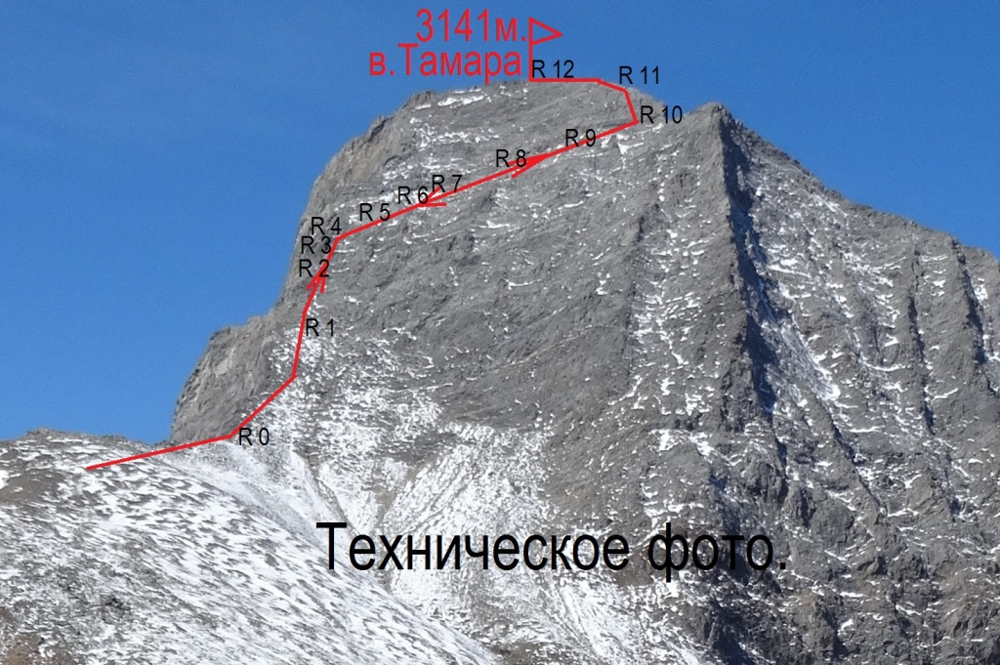 3141м.
в.Тамара
R 12
R 11
R 10
R 9
R 8
R 7
R 6
R 5
R 4
R 3
R 2
R 1
R 0
Техническое фото.